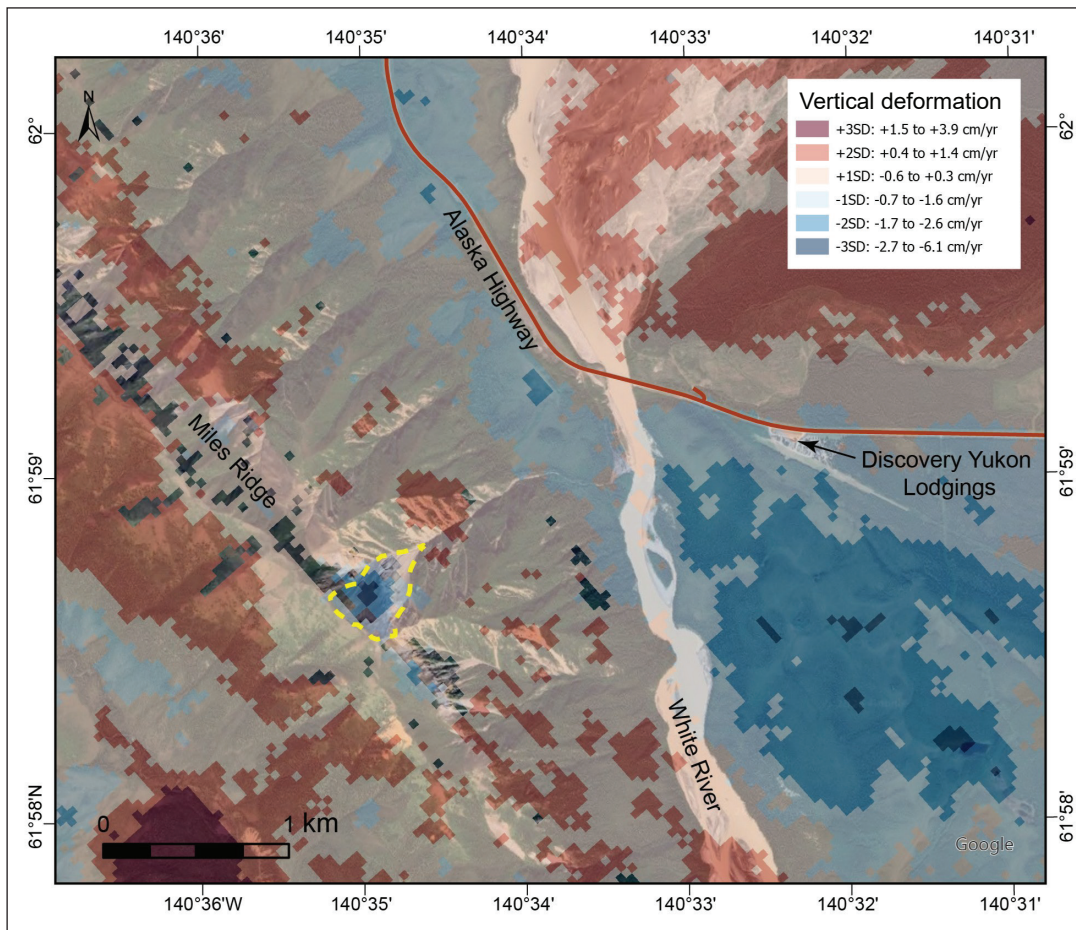 140°36'
140°35'
140°34'
140°33'
140°32'
140°31'
N
Vertical deformation
+3SD: +1.5 to +3.9 cm/yr
+2SD: +0.4 to +1.4 cm/yr
+1SD: -0.6 to +0.3 cm/yr
-1SD: -0.7 to -1.6 cm/yr
-2SD: -1.7 to -2.6 cm/yr
-3SD: -2.7 to -6.1 cm/yr
62°
62°
Alaska Highway
Miles Ridge
Discovery Yukon
Lodgings
61°59'
61°59'
White River
61°58'N
61°58'
0 1 km
Google
140°36'W
140°35'
140°34'
140°33'
140°32'
140°31'